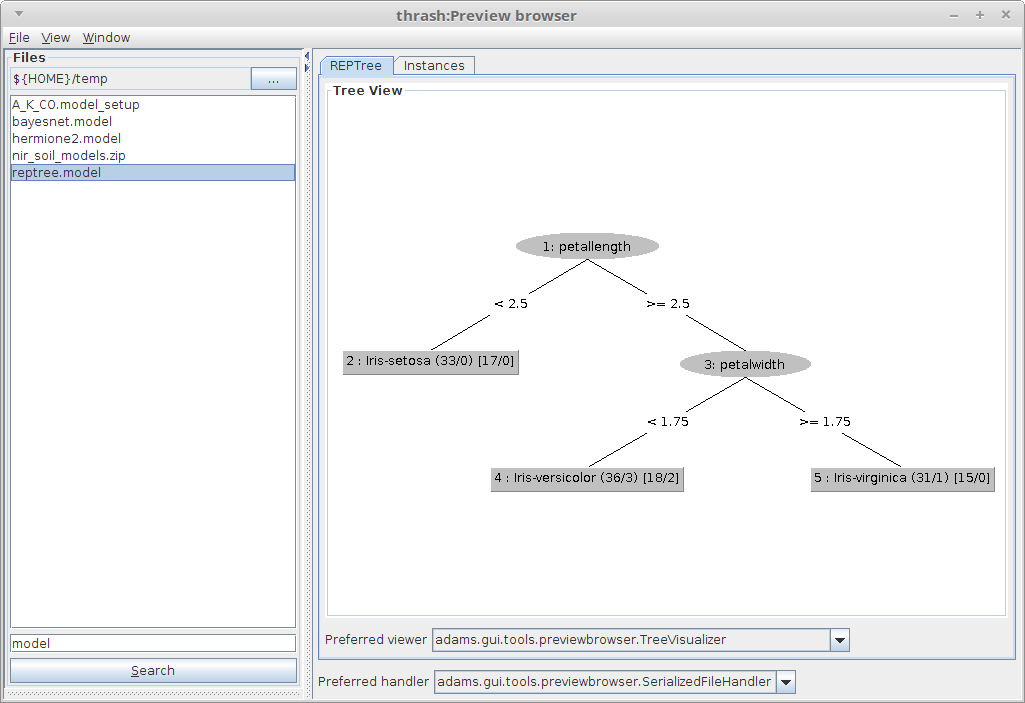 thrash:Preview browser
File View Window
Files
${HOME}/temp
...
A_K_CO.model_setup
bayesnet.model
hermione2.model
nir_soil_models.zip
reptree.model
model
Search
REPTree Instances
Tree View
1: petallength
< 2.5 >= 2.5
2 : Iris-setosa (33/0) [17/0]
3: petalwidth
< 1.75 >= 1.75
4 : Iris-versicolor (36/3) [18/2]
5 : Iris-virginica (31/1) [15/0]
Preferred viewer adams.gui.tools.previewbrowser.TreeVisualizer
Preferred handler adams.gui.tools.previewbrowser.SerializedFileHandler